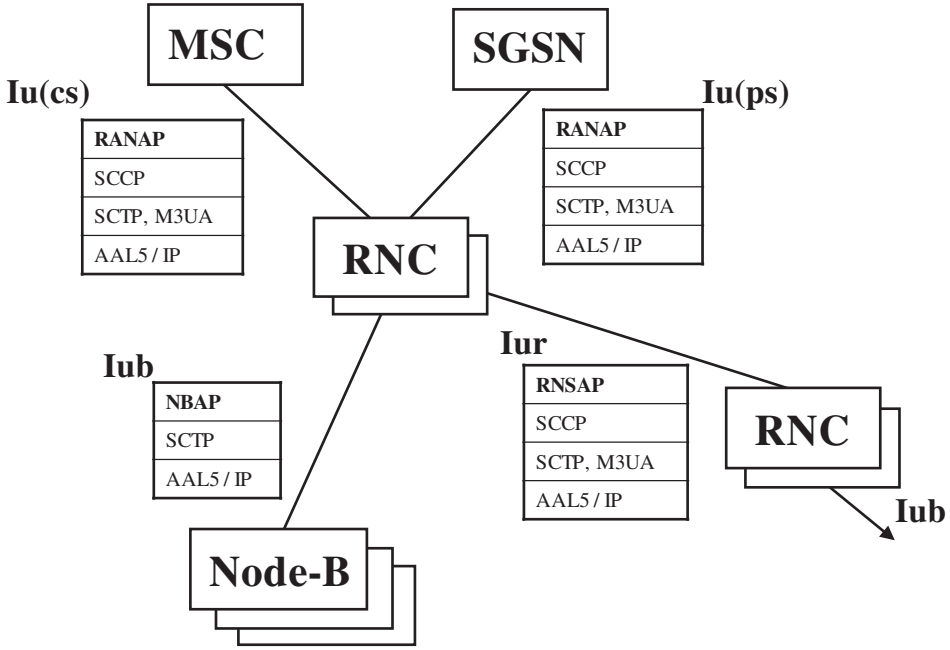 MSC
SGSN
Iu(cs)
Iu(ps)
RANAP
SCCP
SCTP, M3UA
AAL5 / IP
RANAP
SCCP
SCTP, M3UA
AAL5 / IP
RNC
Iur
Iub
NBAP
SCTP
AAL5 / IP
RNSAP
SCCP
SCTP, M3UA
AAL5 / IP
RNC
Iub
Node-B